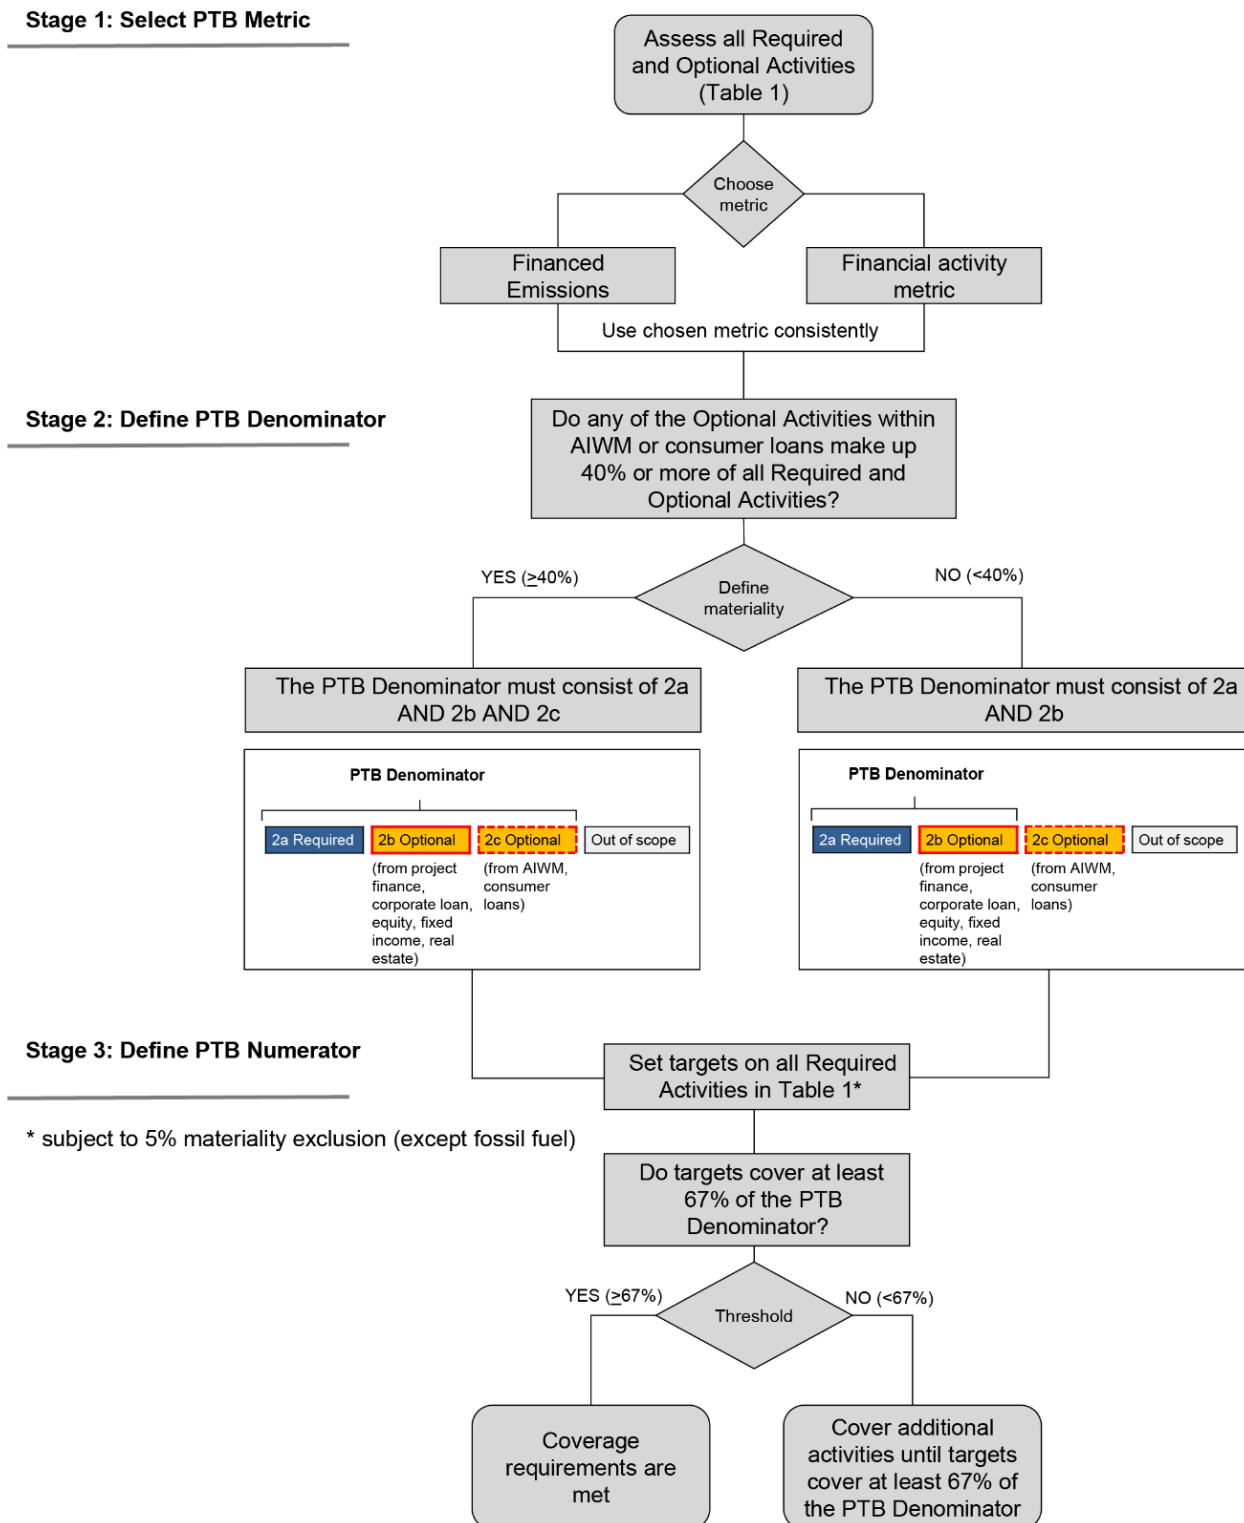 Stage 1: Select PTB Metric
Assess all Required
and Optional Activities
(Table 1)
Choose
metric
Financed
Emissions
Financial activity
metric
Use chosen metric consistently
Stage 2: Define PTB Denominator
Do any of the Optional Activities within
AIWM or consumer loans make up
40% or more of all Required and
Optional Activities?
YES (≥40%)
NO (<40%)
Define
materiality
The PTB Denominator must consist of 2a
AND 2b AND 2c
The PTB Denominator must consist of 2a
AND 2b
PTB Denominator
2a Required
2b Optional
2c Optional
Out of scope
(from project
finance,
corporate loan,
equity, fixed
income, real
estate)
(from AIWM,
consumer
loans)
PTB Denominator
2a Required
2b Optional
2c Optional
Out of scope
(from project
finance,
corporate loan,
equity, fixed
income, real
estate)
(from AIWM,
consumer
loans)
Stage 3: Define PTB Numerator
Set targets on all Required
Activities in Table 1*
* subject to 5% materiality exclusion (except fossil fuel)
Do targets cover at least
67% of the PTB
Denominator?
YES (≥67%)
NO (<67%)
Threshold
Coverage
requirements are
met
Cover additional
activities until targets
cover at least 67% of
the PTB Denominator